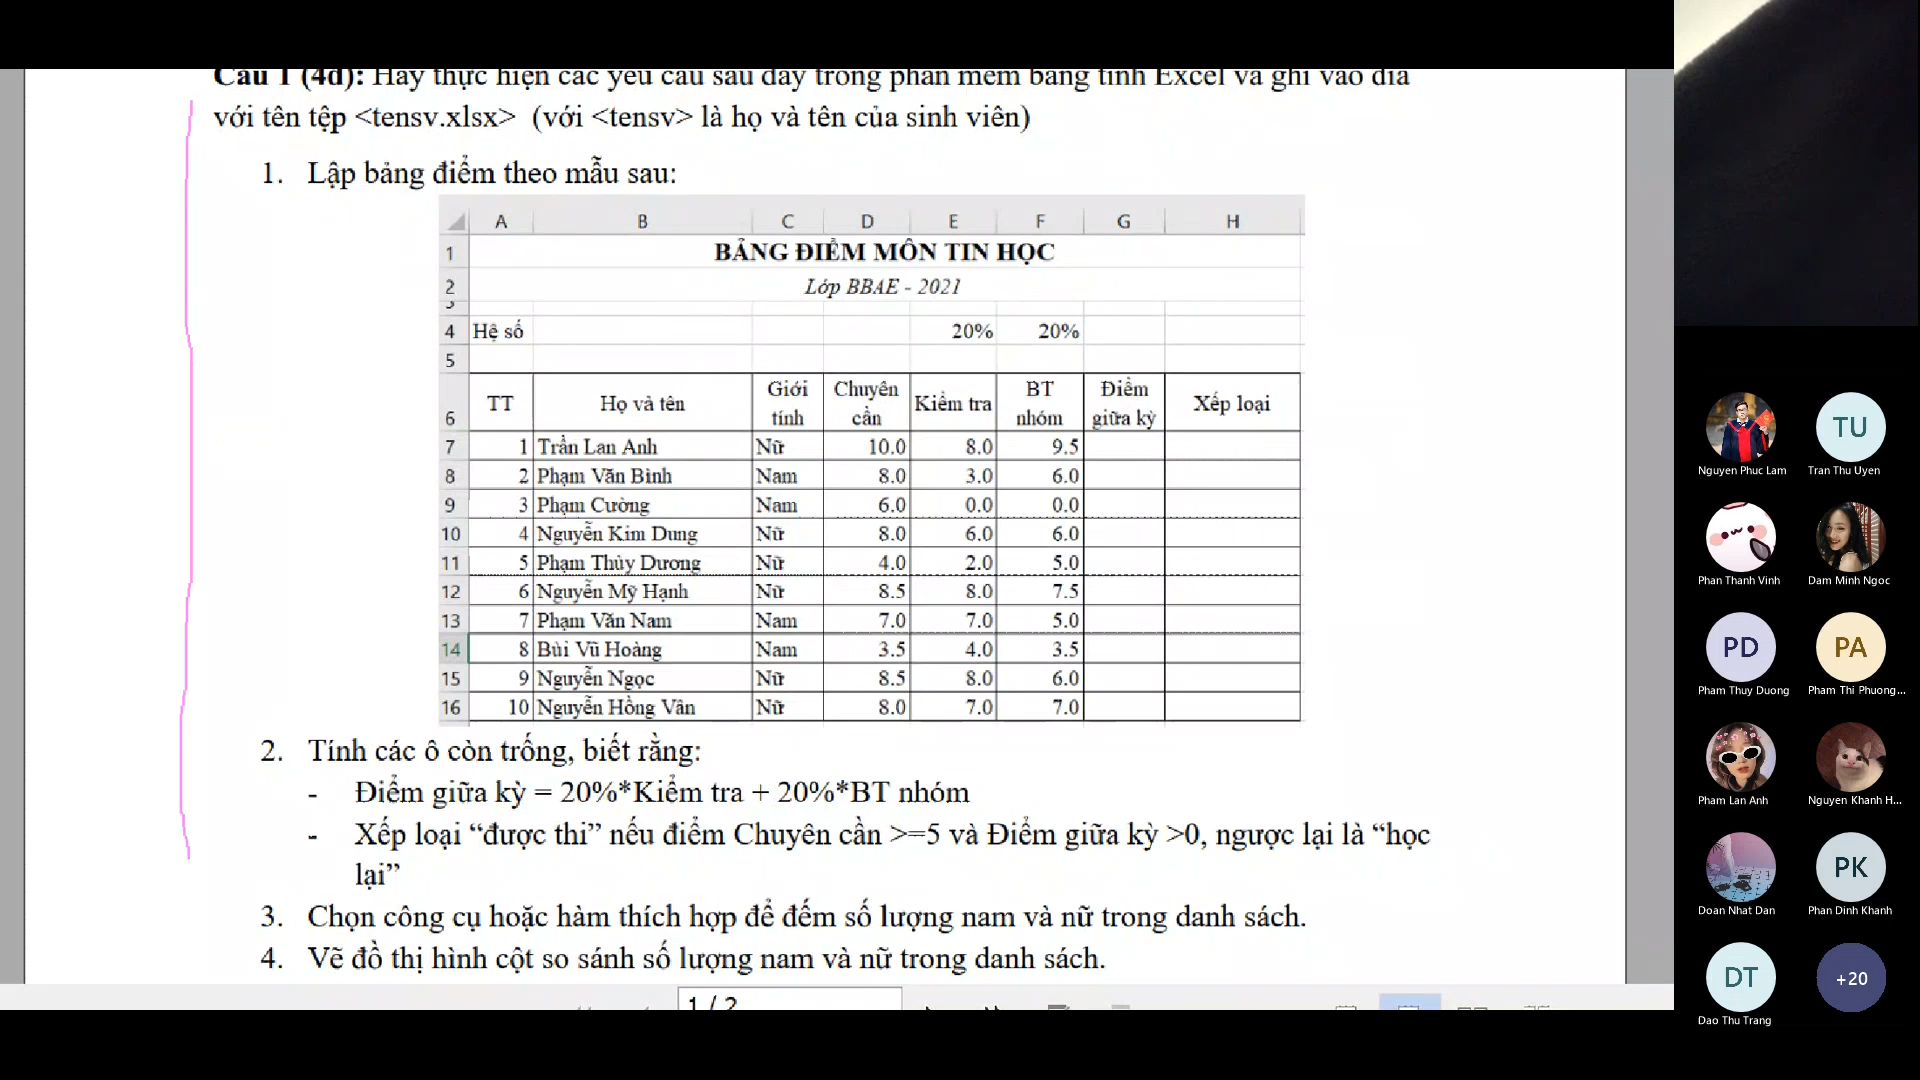 Câu 1 (4đ): Hãy thực hiện các yêu cầu sau đây trong phần mềm bảng tính Excel và ghi vào đĩa
với tên tệp <tensv.xlsx> (với <tensv> là họ và tên của sinh viên)
1. Lập bảng điểm theo mẫu sau:
A B C D E F G H
1 BẢNG ĐIỂM MÔN TIN HỌC
2 Lớp BBAE - 2021
3
4 Hệ số 20% 20%
5
6 TT Họ và tên Giới tính Chuyên cần Kiểm tra BT nhóm Điểm giữa kỳ Xếp loại
7 1 Trần Lan Anh Nữ 10.0 8.0 9.5
8 2 Phạm Văn Bình Nam 8.0 3.0 6.0
9 3 Phạm Cường Nam 6.0 0.0 0.0
10 4 Nguyễn Kim Dung Nữ 8.0 6.0 6.0
11 5 Phạm Thùy Dương Nữ 4.0 2.0 5.0
12 6 Nguyễn Mỹ Hạnh Nữ 8.5 8.0 7.5
13 7 Phạm Văn Nam Nam 7.0 7.0 5.0
14 8 Bùi Vũ Hoàng Nam 3.5 4.0 3.5
15 9 Nguyễn Ngọc Nữ 8.5 8.0 6.0
16 10 Nguyễn Hồng Vân Nữ 8.0 7.0 7.0
2. Tính các ô còn trống, biết rằng:
- Điểm giữa kỳ = 20%*Kiểm tra + 20%*BT nhóm
- Xếp loại “được thi” nếu điểm Chuyên cần >=5 và Điểm giữa kỳ >0, ngược lại là “học
lại”
3. Chọn công cụ hoặc hàm thích hợp để đếm số lượng nam và nữ trong danh sách.
4. Vẽ đồ thị hình cột so sánh số lượng nam và nữ trong danh sách.
1 / 2
TU
Nguyen Phuc Lam Tran Thu Uyen
Phan Thanh Vinh Dam Minh Ngoc
PD PA
Pham Thuy Duong Pham Thi Phuong...
Pham Lan Anh Nguyen Khanh H...
PK
Doan Nhat Dan Phan Dinh Khanh
DT +20
Dao Thu Trang